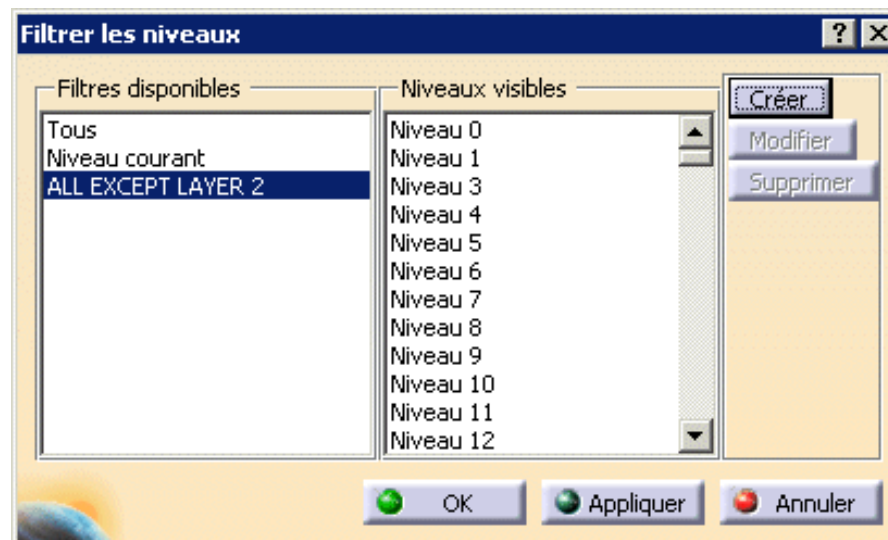 Filtrer les niveaux
Filtres disponibles
Tous
Niveau courant
ALL EXCEPT LAYER 2
Niveaux visibles
Niveau 0
Niveau 1
Niveau 3
Niveau 4
Niveau 5
Niveau 6
Niveau 7
Niveau 8
Niveau 9
Niveau 10
Niveau 11
Niveau 12
Créer
Modifier
Supprimer
OK
Appliquer
Annuler